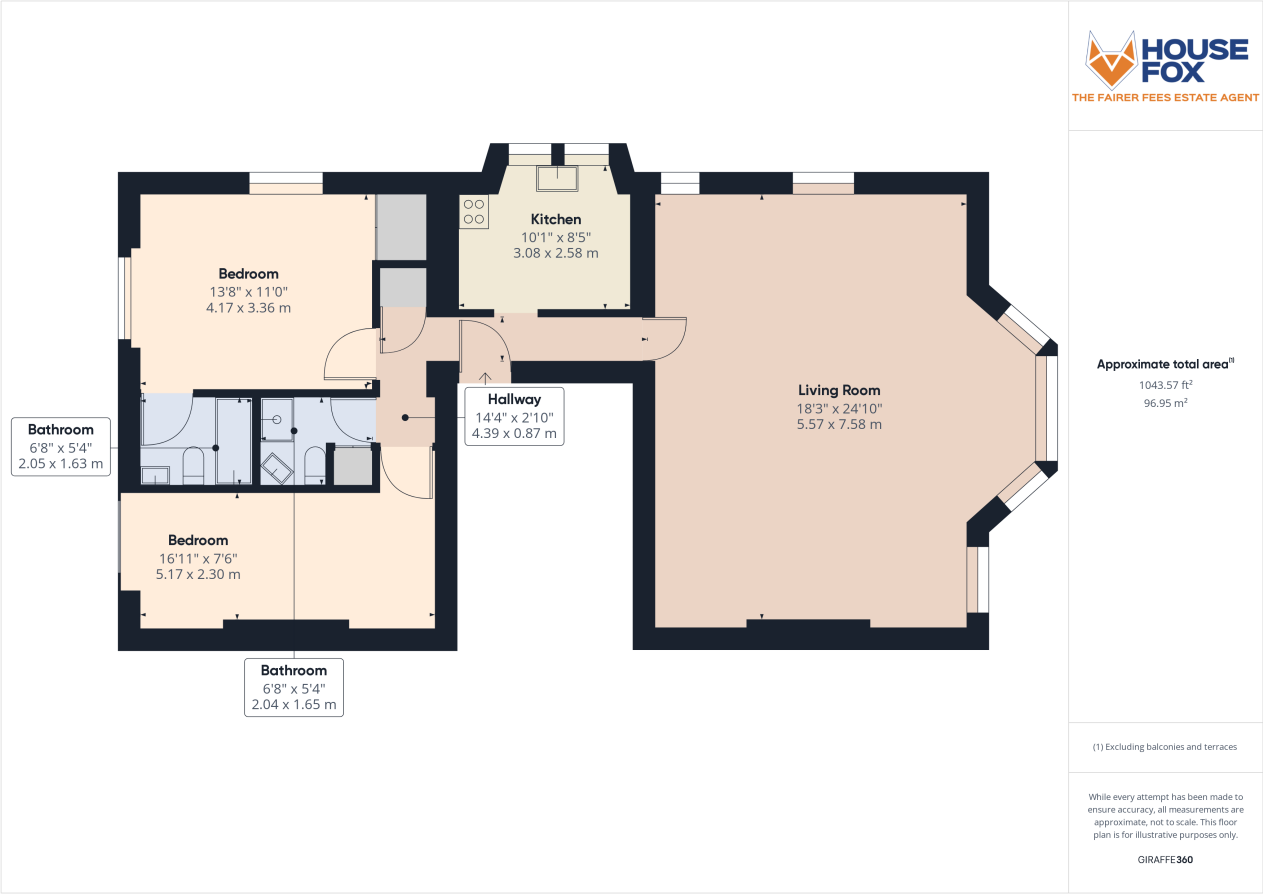 HOUSE
FOX
THE FAIRER FEES ESTATE AGENT
Kitchen
10'1" x 8'5"
3.08 x 2.58 m
Bedroom
13'8" x 11'0"
4.17 x 3.36 m
Living Room
18'3" x 24'10"
5.57 x 7.58 m
Hallway
14'4" x 2'10"
4.39 x 0.87 m
Bathroom
6'8" x 5'4"
2.05 x 1.63 m
Bedroom
16'11" x 7'6"
5.17 x 2.30 m
Bathroom
6'8" x 5'4"
2.04 x 1.65 m
Approximate total area(1)
1043.57 ft²
96.95 m²
(1) Excluding balconies and terraces
While every attempt has been made to
ensure accuracy, all measurements are
approximate, not to scale. This floor
plan is for illustrative purposes only.
GIRAFFE360